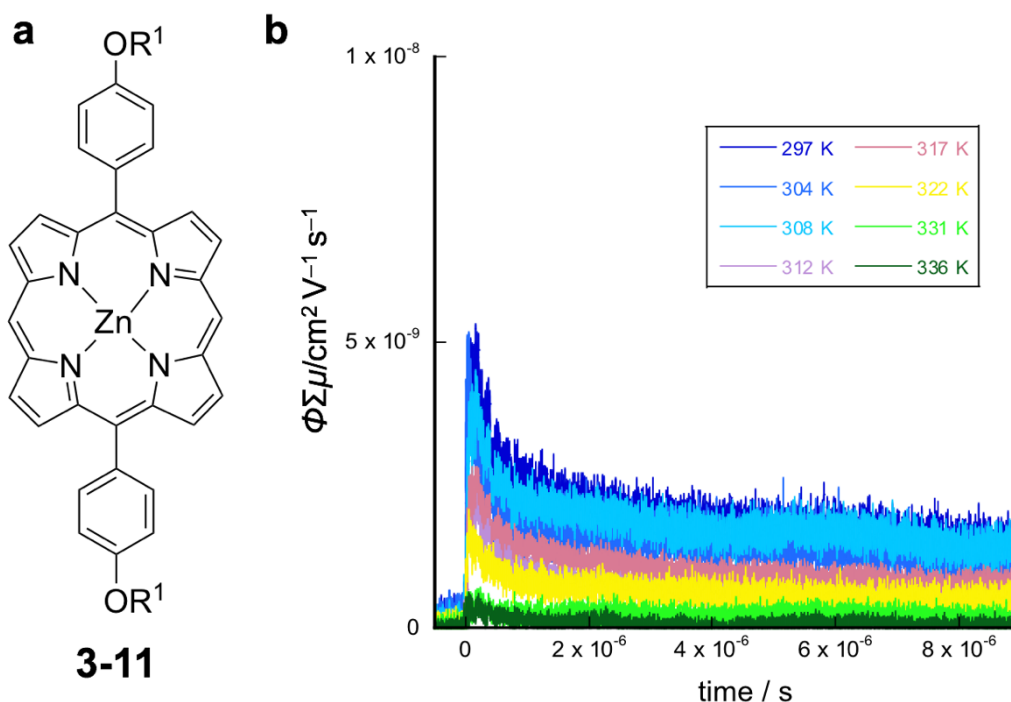 a
OR¹
N
N
Zn
N
N
OR¹
3-11
b
1 x 10⁻⁸
5 x 10⁻⁹
0
ΦΣμ/cm² V⁻¹ s⁻¹
297 K
317 K
304 K
322 K
308 K
331 K
312 K
336 K
0
2 x 10⁻⁶
4 x 10⁻⁶
6 x 10⁻⁶
8 x 10⁻⁶
time / s